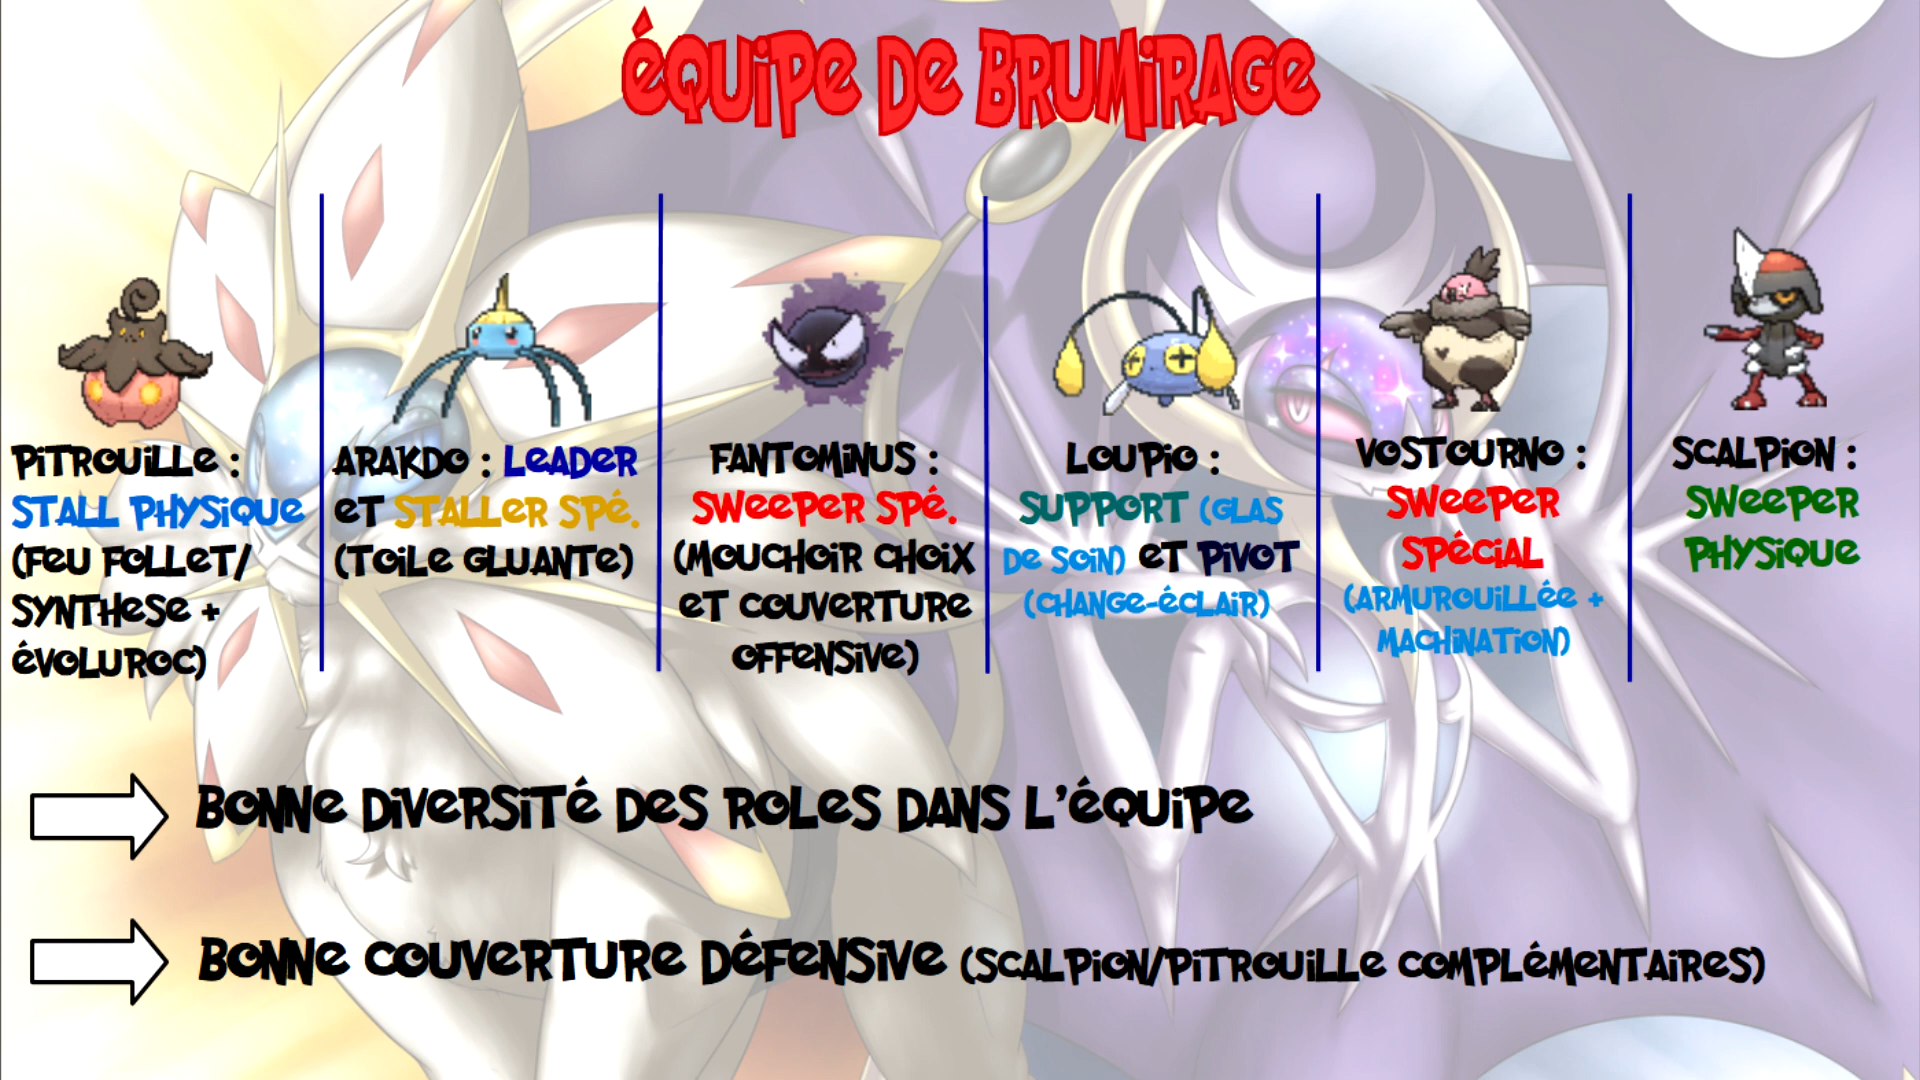 ÉQUIPE DE BRUMIRAGE
PITROUILLE :
STALL PHYSIQUE
(FEU FOLLET/
SYNTHESE +
ÉVOLUROC)
ARAKDO : LEADER
ET STALLER SPÉ.
(TOILE GLUANTE)
FANTOMINUS :
SWEEPER SPÉ.
(MOUCHOIR CHOIX
ET COUVERTURE
OFFENSIVE)
LOUPIO :
SUPPORT (GLAS
DE SOIN) ET PIVOT
(CHANGE-ÉCLAIR)
VOSTOURNO :
SWEEPER
SPÉCIAL
(ARMUROUILLÉE +
MACHINATION)
SCALPION :
SWEEPER
PHYSIQUE
BONNE DIVERSITÉ DES ROLES DANS L'ÉQUIPE
BONNE COUVERTURE DÉFENSIVE (SCALPION/PITROUILLE COMPLÉMENTAIRES)